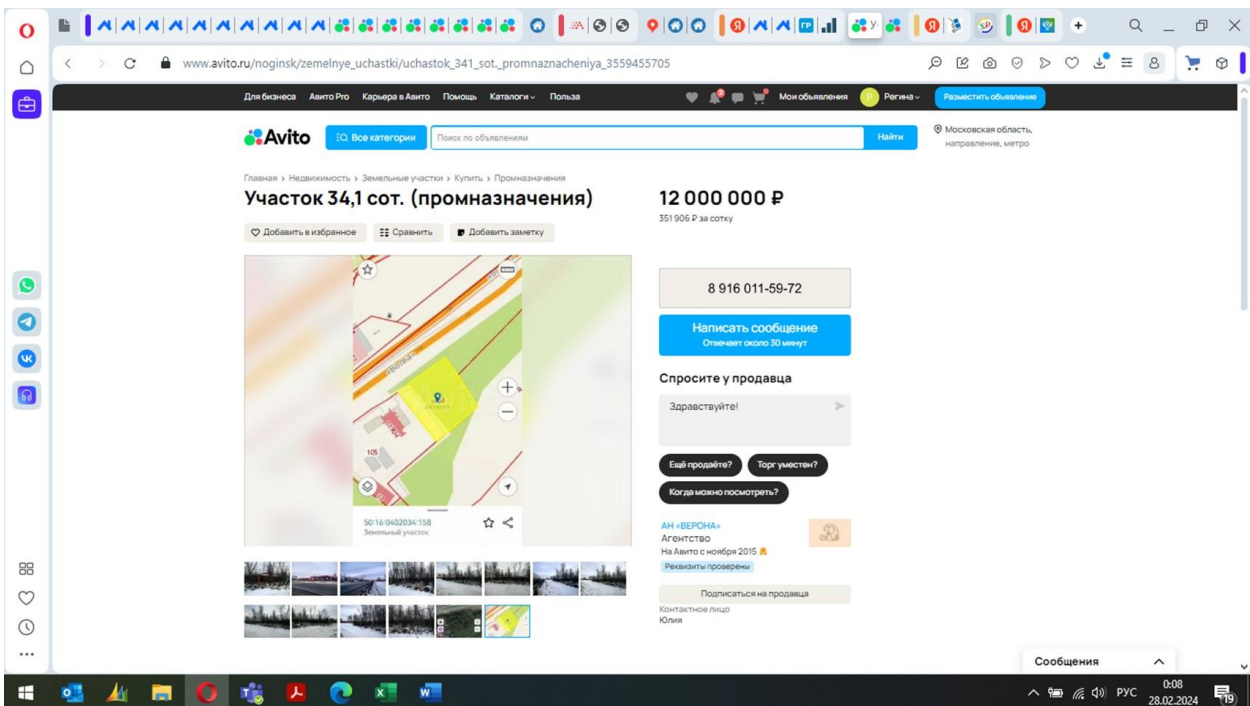 www.avito.ru/noginsk/zemelnye_uchastki/uchastok_341_sot._promnaznacheniya_3559455705
Для бизнеса Авито Pro Карьера в Авито Помощь Каталоги Польза
Мои объявления Регина Разместить объявление
Avito Все категории Поиск по объявлениям Найти Московская область,
направление, метро
Главная › Недвижимость › Земельные участки › Купить › Промназначения
Участок 34,1 сот. (промназначения)
12 000 000 ₽
351 906 ₽ за сотку
Добавить в избранное Сравнить Добавить заметку
8 916 011-59-72
Написать сообщение
Отвечает около 30 минут
Спросите у продавца
Здравствуйте!
Ещё продаёте? Торг уместен?
Когда можно посмотреть?
105
50:16:0402034:158
Земельный участок
АН «ВЕРОНА»
Агентство
На Авито с ноября 2015
Реквизиты проверены
Подписаться на продавца
Контактное лицо
Юлия
Сообщения
РУС
0:08
28.02.2024
19